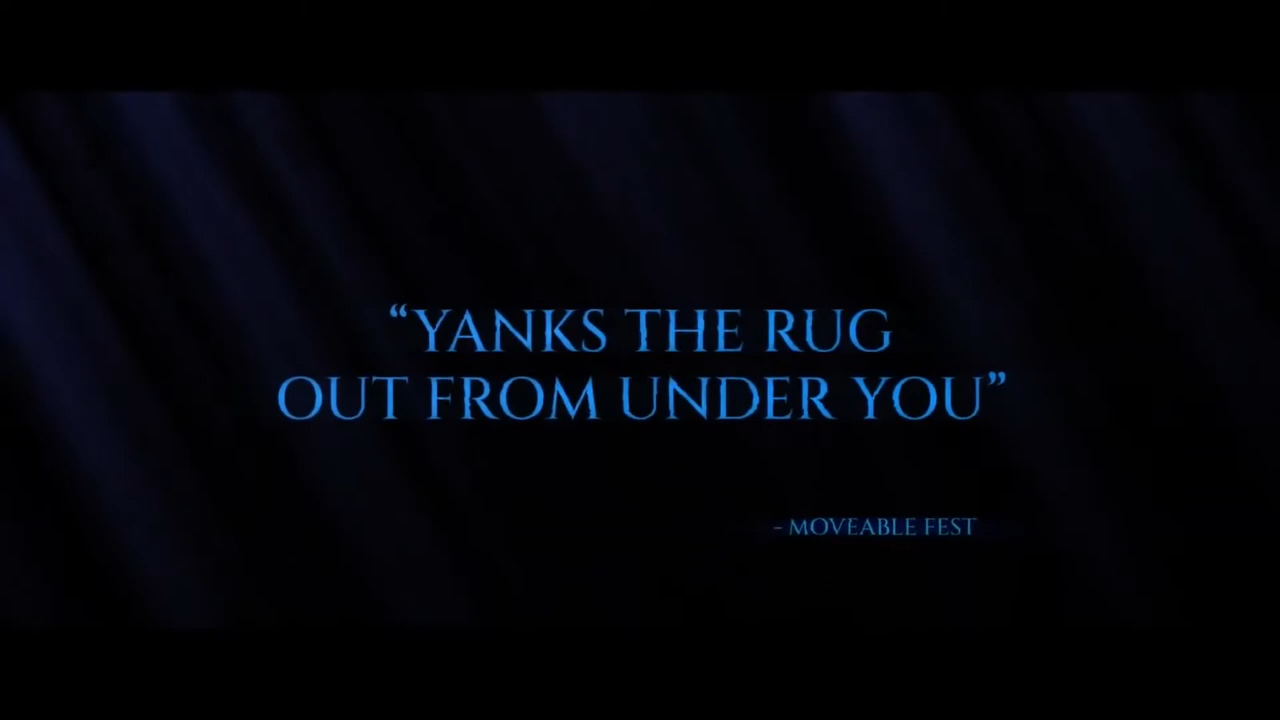 “YANKS THE RUG
OUT FROM UNDER YOU”
- MOVEABLE FEST